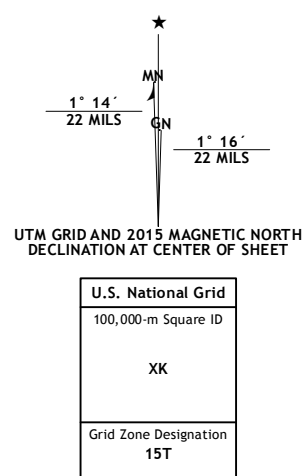 MN
1° 14´
22 MILS
GN
1° 16´
22 MILS
UTM GRID AND 2015 MAGNETIC NORTH
DECLINATION AT CENTER OF SHEET
U.S. National Grid
100,000-m Square ID
XK
Grid Zone Designation
15T